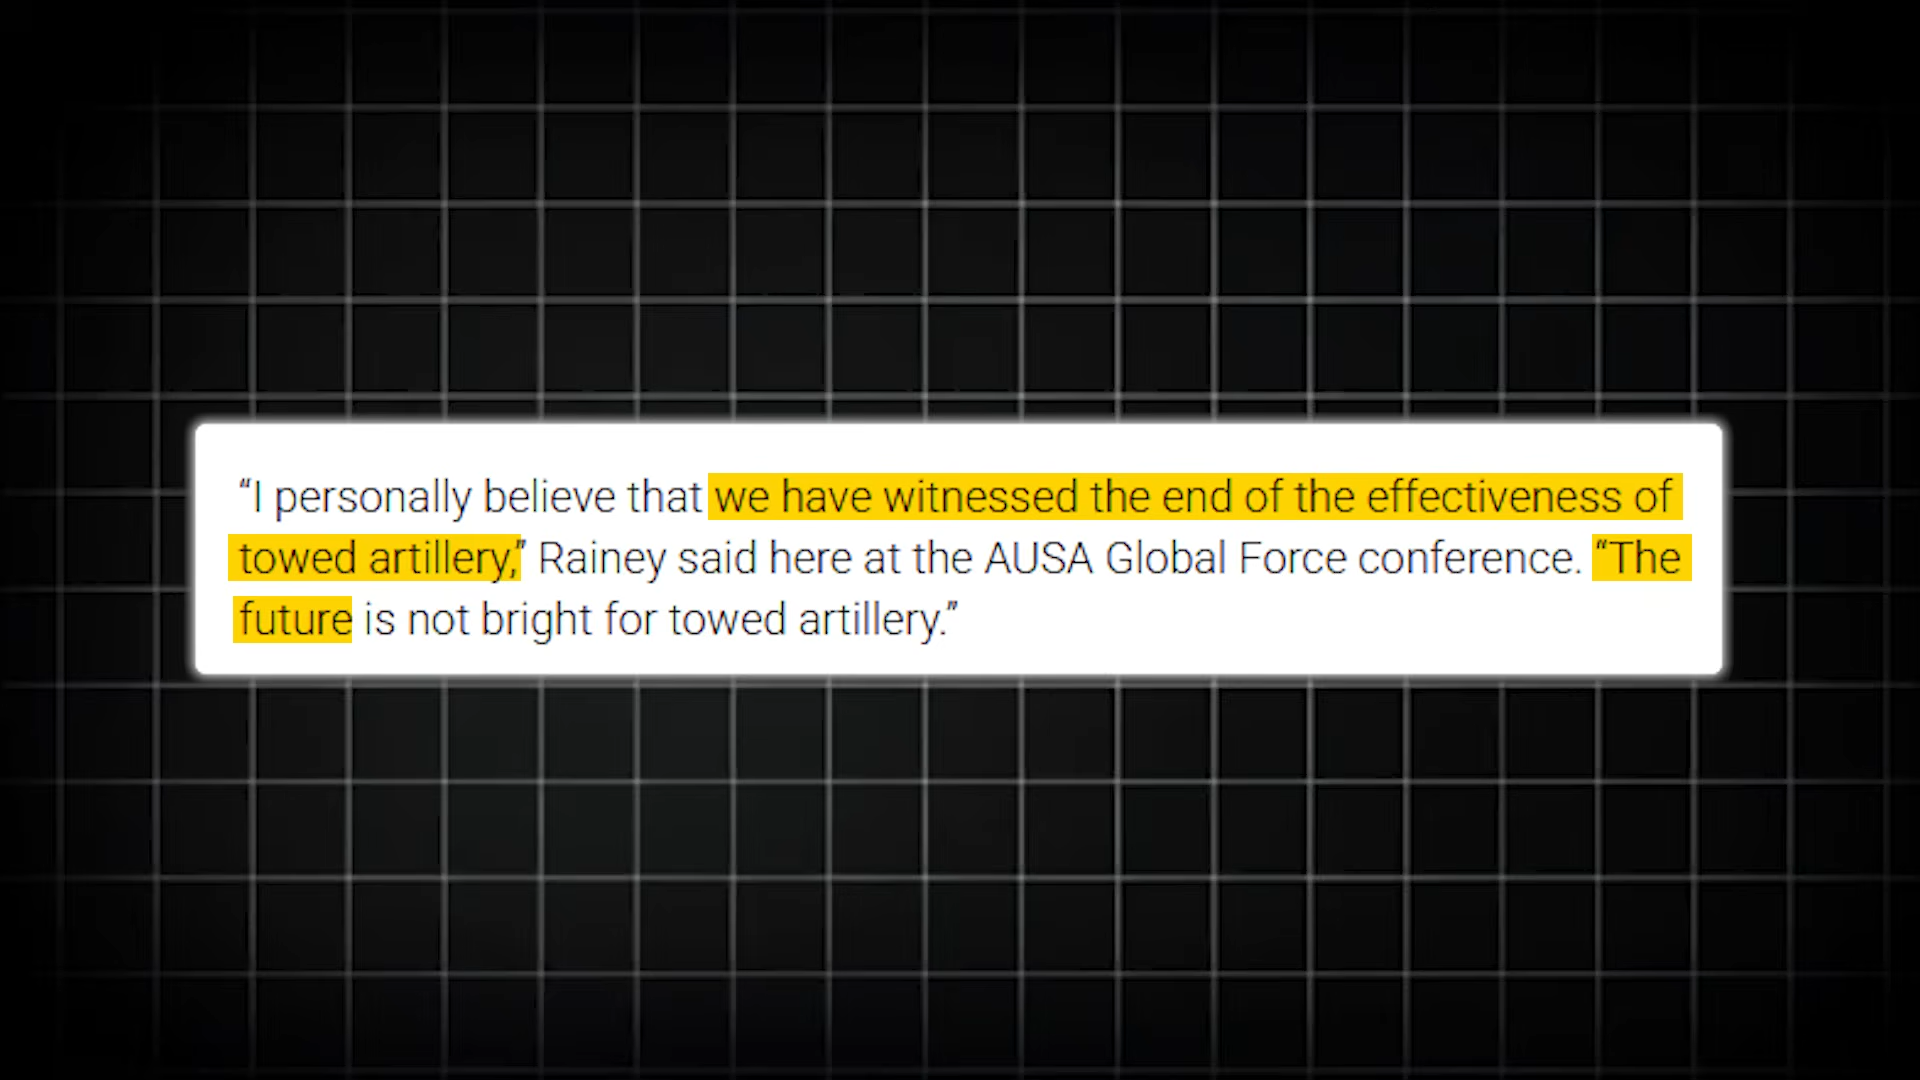 “I personally believe that we have witnessed the end of the effectiveness of
towed artillery,” Rainey said here at the AUSA Global Force conference. “The
future is not bright for towed artillery.”